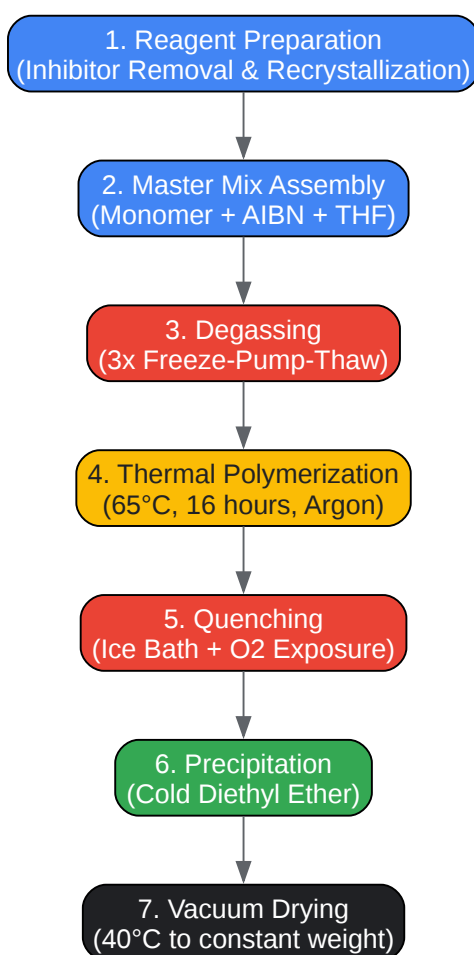 1. Reagent Preparation
(Inhibitor Removal & Recrystallization)
2. Master Mix Assembly
(Monomer + AIBN + THF)
3. Degassing
(3x Freeze-Pump-Thaw)
4. Thermal Polymerization
(65°C, 16 hours, Argon)
5. Quenching
(Ice Bath + O2 Exposure)
6. Precipitation
(Cold Diethyl Ether)
7. Vacuum Drying
(40°C to constant weight)